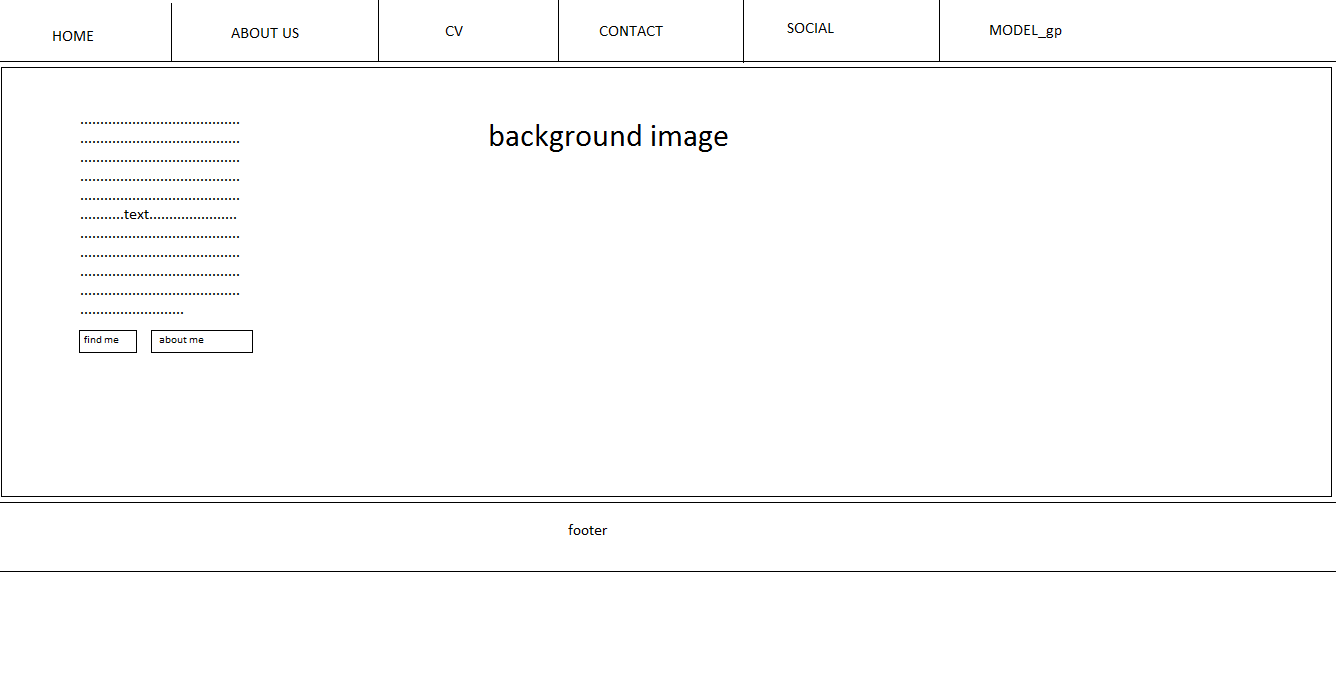 HOME ABOUT US CV CONTACT SOCIAL MODEL_gp
background image
........................................
........................................
........................................
........................................
........................................
...........text......................
........................................
........................................
........................................
........................................
..........................
find me about me
footer